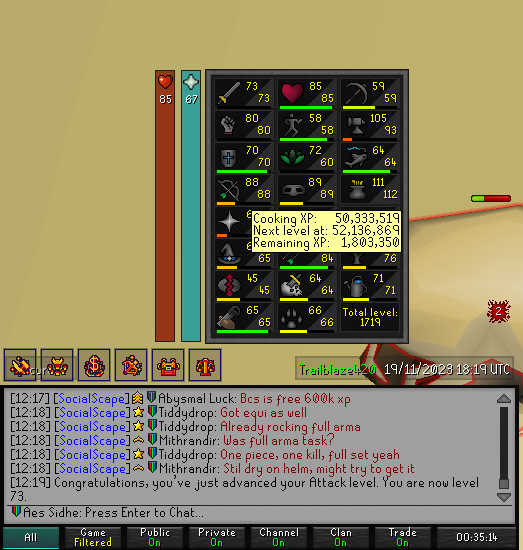 85
67
73
73
85
85
59
59
80
80
58
58
105
93
70
70
72
60
64
64
88
88
89
89
111
112
Cooking XP: 50,333,519
Next level at: 52,136,869
Remaining XP: 1,803,350
65
84
76
45
45
64
64
71
71
65
65
66
66
Total level:
1719
2
Trailblaze420 19/11/2023 18:19 UTC
[12:17] [SocialScape] Abysmal Luck: Bcs is free 600k xp
[12:18] [SocialScape] Tiddydrop: Got equi as well
[12:18] [SocialScape] Tiddydrop: Already rocking full arma
[12:18] [SocialScape] Mithrandir: Was full arma task?
[12:18] [SocialScape] Tiddydrop: One piece, one kill, full set yeah
[12:18] [SocialScape] Mithrandir: Stil dry on helm, might try to get it
[12:19] Congratulations, you've just advanced your Attack level. You are now level
73.
Aes Sidhe: Press Enter to Chat...
All
Game
Filtered
Public
On
Private
On
Channel
On
Clan
On
Trade
On
00:35:14